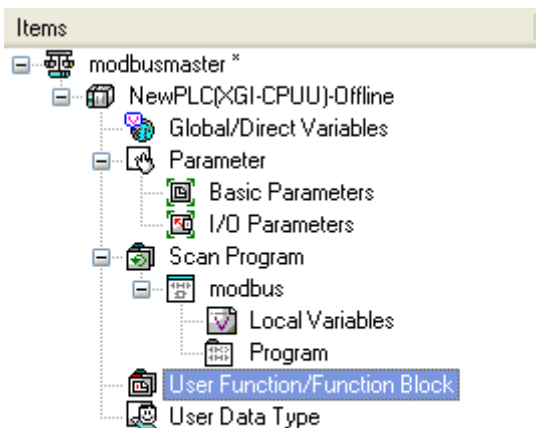 Items
modbusmaster *
NewPLC(XGI-CPUU)-Offline
Global/Direct Variables
Parameter
Basic Parameters
I/O Parameters
Scan Program
modbus
Local Variables
Program
User Function/Function Block
User Data Type